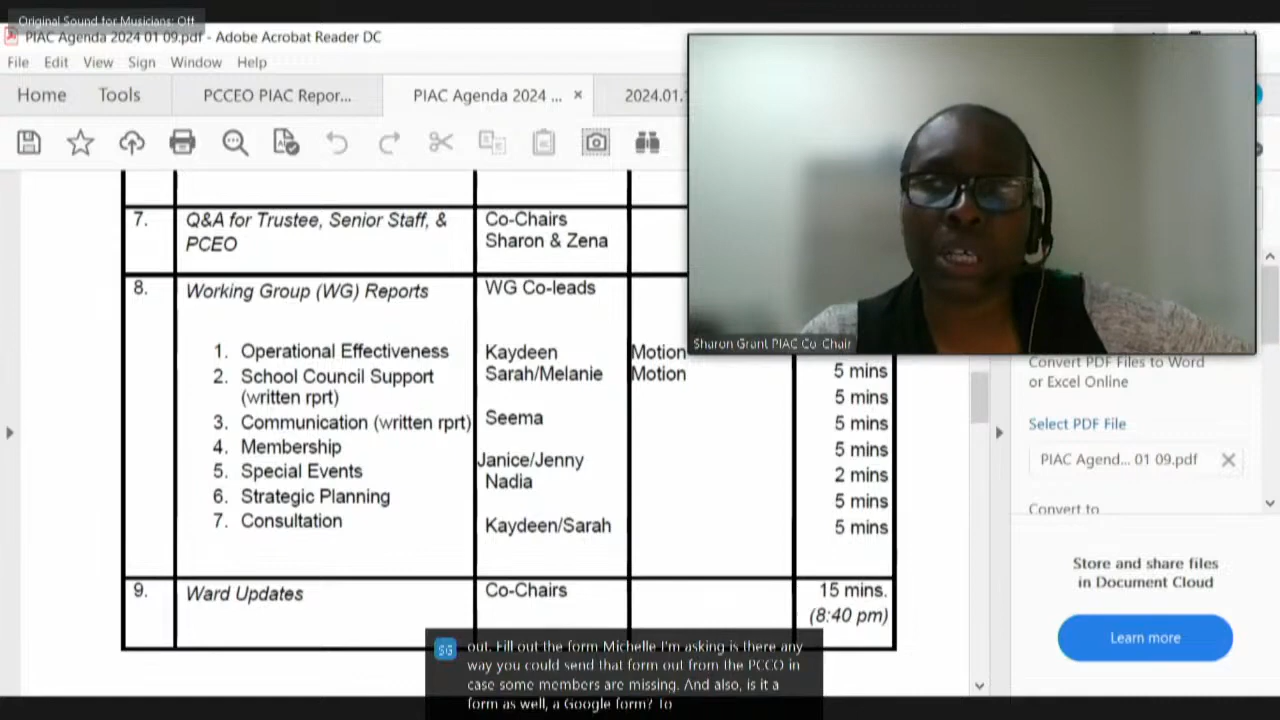 Original Sound for Musicians: Off
PIAC Agenda 2024 01 09.pdf - Adobe Acrobat Reader DC
File Edit View Sign Window Help
Home Tools PCCEO PIAC Repor... PIAC Agenda 2024 ... × 2024.01.
7. Q&A for Trustee, Senior Staff, & PCEO
Co-Chairs
Sharon & Zena
8. Working Group (WG) Reports WG Co-leads
1. Operational Effectiveness Kaydeen Motion
2. School Council Support Sarah/Melanie Motion 5 mins
(written rprt) 5 mins
3. Communication (written rprt) Seema 5 mins
4. Membership 5 mins
5. Special Events Janice/Jenny 2 mins
6. Strategic Planning Nadia 5 mins
7. Consultation Kaydeen/Sarah 5 mins
9. Ward Updates Co-Chairs 15 mins.
(8:40 pm)
Sharon Grant PIAC Co-Chair
Convert PDF Files to Word
or Excel Online
Select PDF File
PIAC Agend... 01 09.pdf
Convert to
Store and share files
in Document Cloud
Learn more
SG
out. Fill out the form Michelle I'm asking is there any
way you could send that form out from the PCCO in
case some members are missing. And also, is it a
form as well, a Google form? To